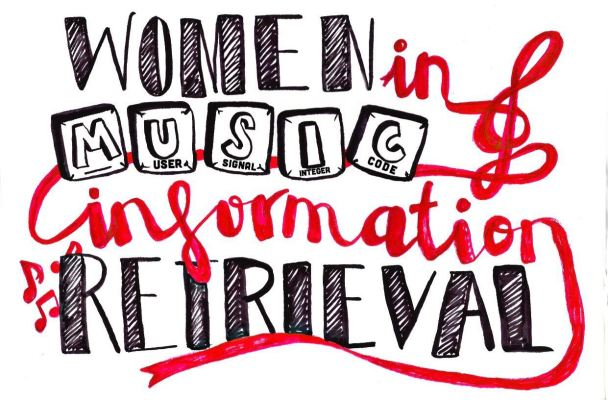 WOMEN in
MUSIC
USER SIGNAL INTEGER CODE
information
RETRIEVAL